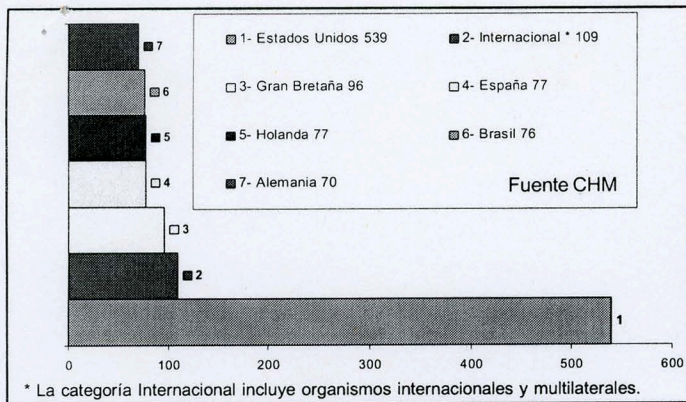 1- Estados Unidos 539
2- Internacional * 109
3- Gran Bretaña 96
4- España 77
5- Holanda 77
6- Brasil 76
7- Alemania 70
Fuente CHM
7
6
5
4
3
2
1
0 100 200 300 400 500 600
* La categoría Internacional incluye organismos internacionales y multilaterales.